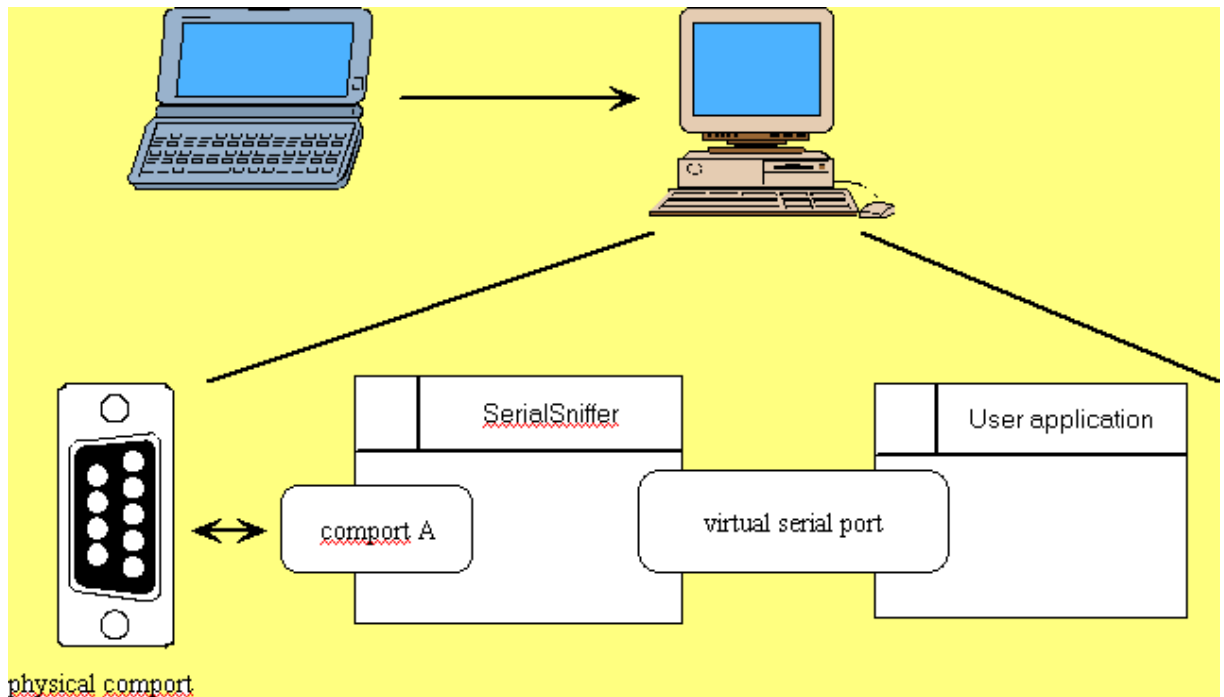 SerialSniffer
User application
comport A
virtual serial port
physical comport